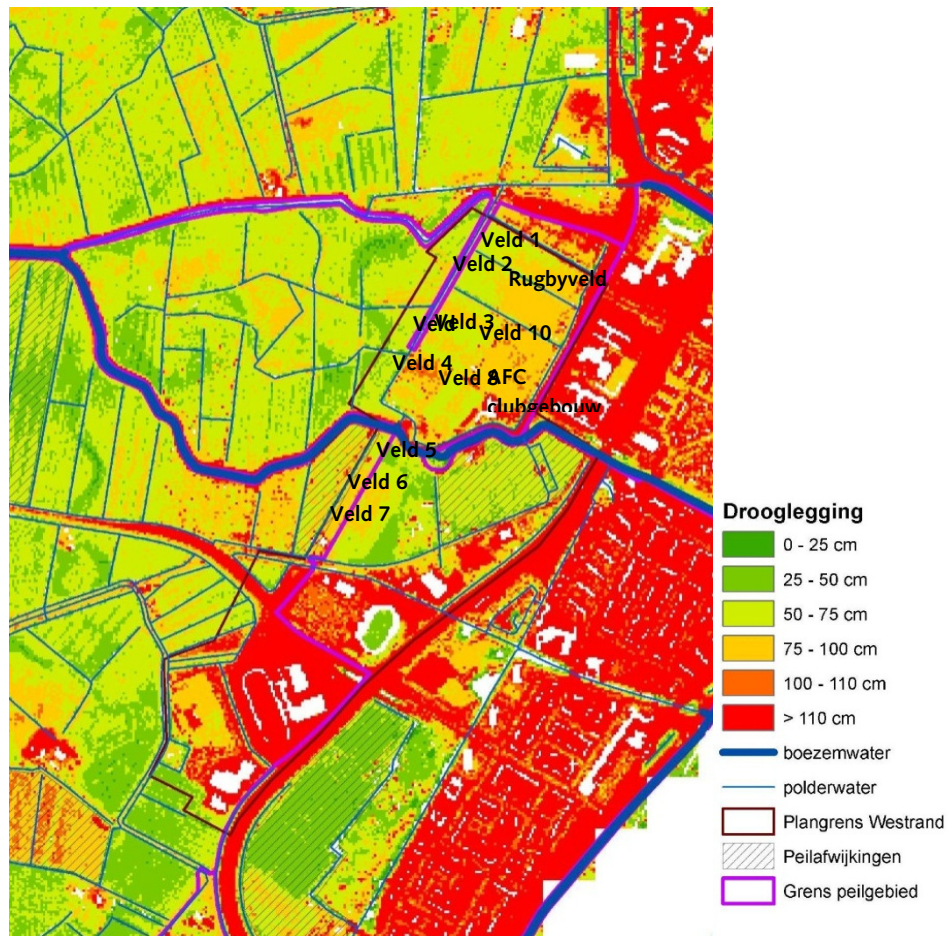 Veld 1
Veld 2
Rugbyveld
Veld
Veld 3
Veld 10
Veld 4
Veld 8
AFC
clubgebouw
Veld 5
Veld 6
Veld 7
Drooglegging
0 - 25 cm
25 - 50 cm
50 - 75 cm
75 - 100 cm
100 - 110 cm
> 110 cm
boezemwater
polderwater
Plangrens Westrand
Peilafwijkingen
Grens peilgebied